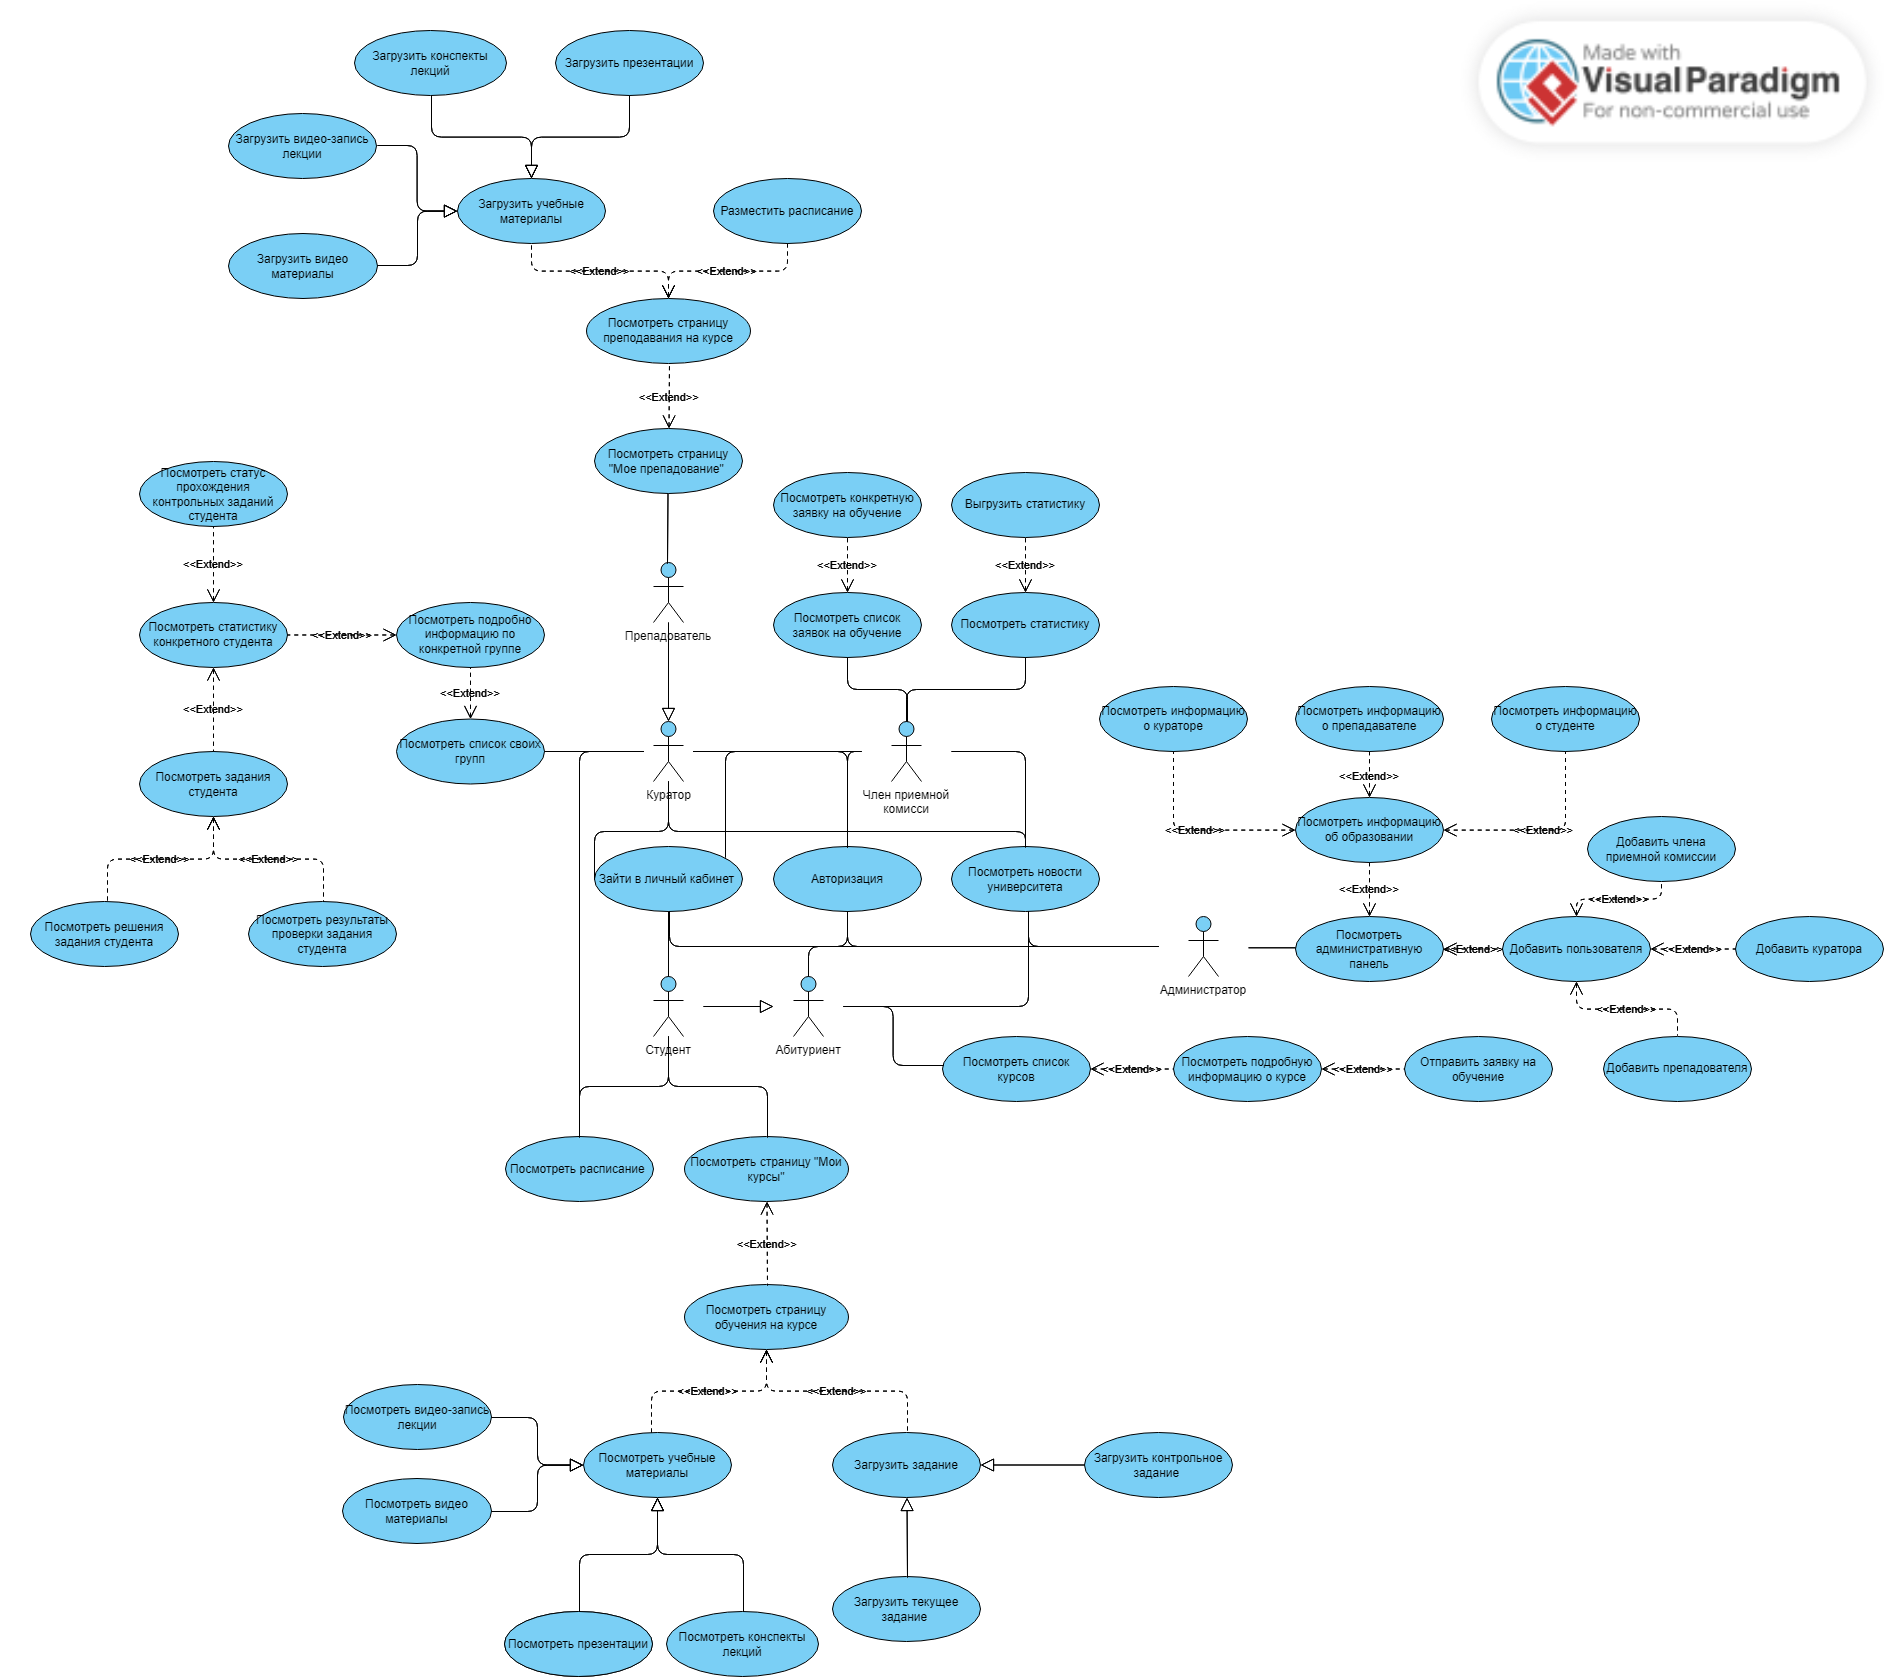 Made with
Visual Paradigm
For non-commercial use
Загрузить конспекты
лекций
Загрузить презентации
Загрузить видео-запись
лекции
Загрузить учебные
материалы
Разместить расписание
Загрузить видео
материалы
<<Extend>>
<<Extend>>
Посмотреть страницу
преподавания на курсе
<<Extend>>
Посмотреть страницу
"Мое препадование"
Посмотреть статус
прохождения
контрольных заданий
студента
Посмотреть конкретную
заявку на обучение
Выгрузить статистику
<<Extend>>
<<Extend>>
<<Extend>>
Посмотреть статистику
конкретного студента
<<Extend>>
Посмотреть подробно
информацию по
конкретной группе
Препадователь
Посмотреть список
заявок на обучение
Посмотреть статистику
<<Extend>>
<<Extend>>
Посмотреть информацию
о кураторе
Посмотреть информацию
о препадавателе
Посмотреть информацию
о студенте
Посмотреть список своих
групп
Куратор
Член приемной
комисси
<<Extend>>
Посмотреть задания
студента
<<Extend>>
Посмотреть информацию
об образовании
<<Extend>>
Добавить члена
приемной комиссии
<<Extend>>
<<Extend>>
Зайти в личный кабинет
Авторизация
Посмотреть новости
университета
<<Extend>>
<<Extend>>
Посмотреть решения
задания студента
Посмотреть результаты
проверки задания
студента
Администратор
Посмотреть
административную
панель
<<Extend>>
Добавить пользователя
<<Extend>>
Добавить куратора
<<Extend>>
Студент
Абитуриент
Посмотреть список
курсов
<<Extend>>
Посмотреть подробную
информацию о курсе
<<Extend>>
Отправить заявку на
обучение
Добавить препадователя
Посмотреть расписание
Посмотреть страницу "Мои
курсы"
<<Extend>>
Посмотреть страницу
обучения на курсе
<<Extend>>
<<Extend>>
Посмотреть видео-запись
лекции
Посмотреть учебные
материалы
Загрузить задание
Загрузить контрольное
задание
Посмотреть видео
материалы
Загрузить текущее
задание
Посмотреть презентации
Посмотреть конспекты
лекций